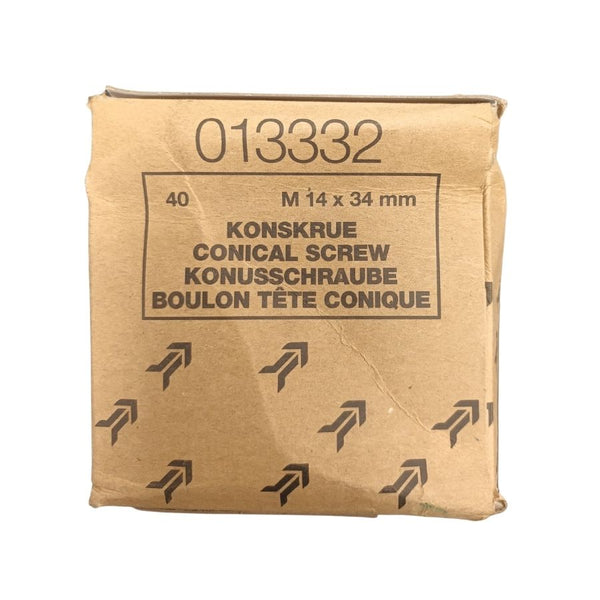 013332
40 M 14 x 34 mm
KONSKRUE
CONICAL SCREW
KONUSSCHRAUBE
BOULON TÊTE CONIQUE